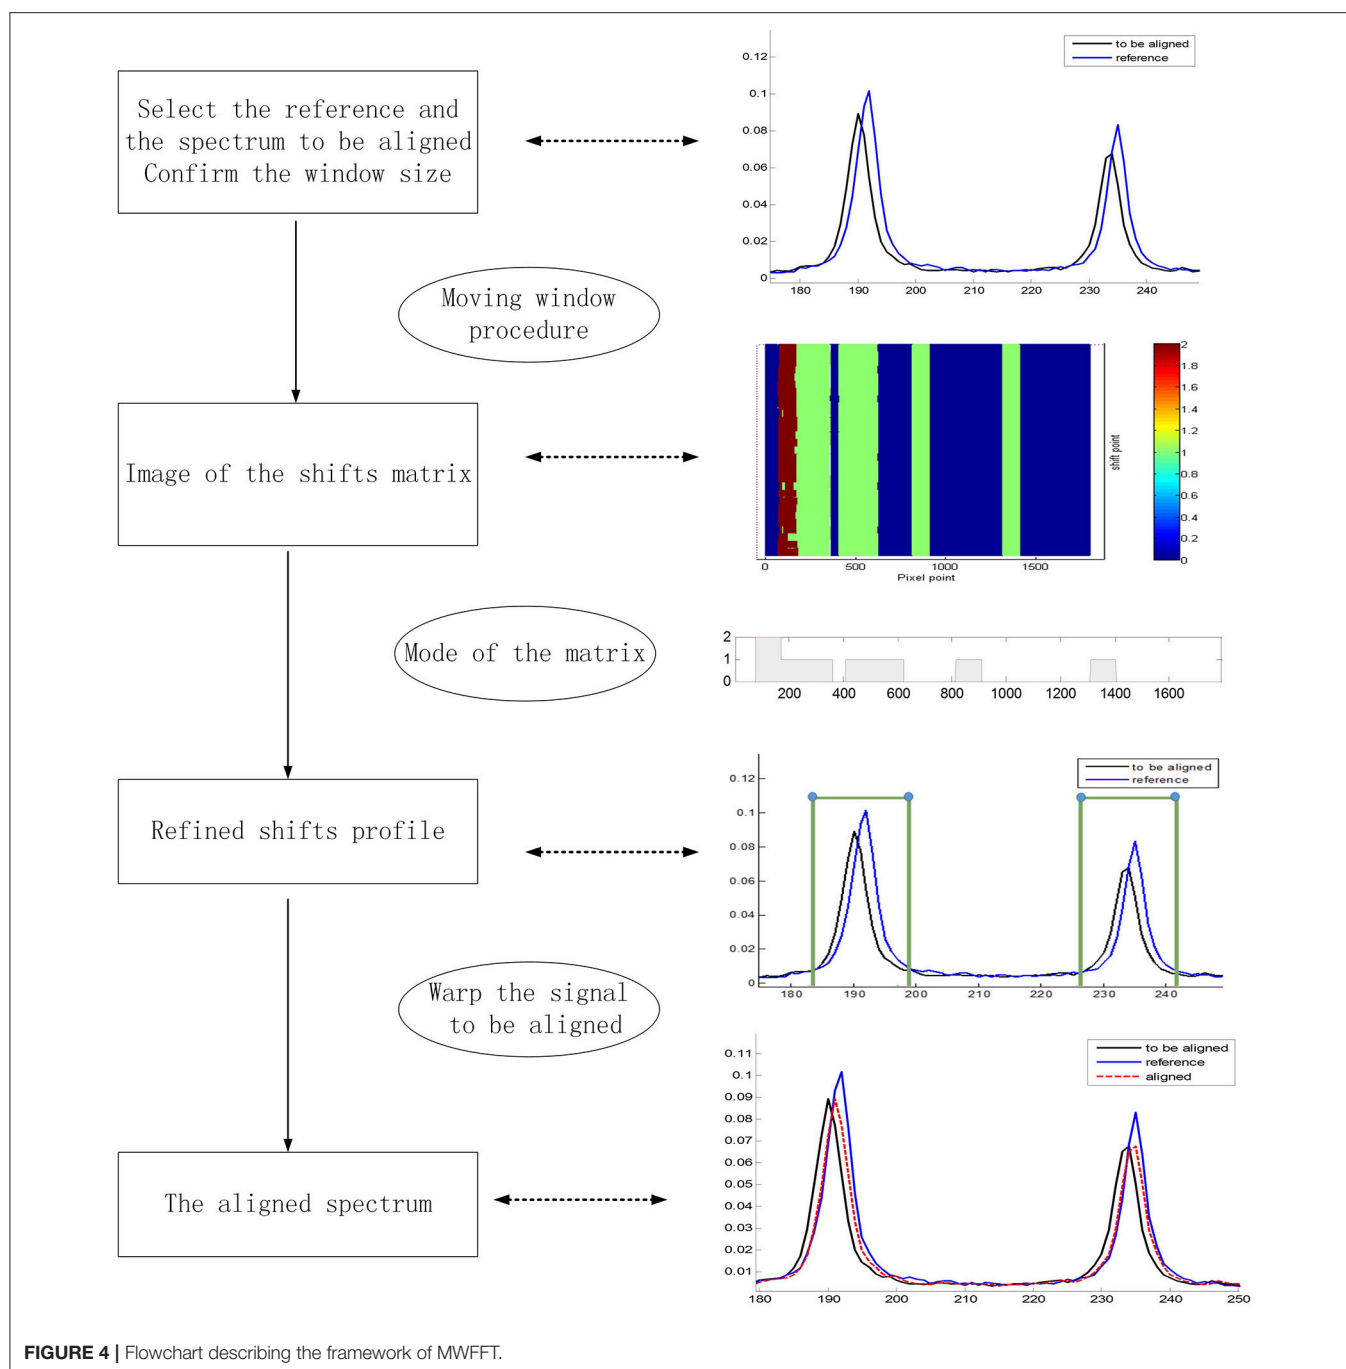 Select the reference and
the spectrum to be aligned
Confirm the window size
to be aligned
reference
0.12
0.1
0.08
0.06
0.04
0.02
0
180 190 200 210 220 230 240
Moving window
procedure
Image of the shifts matrix
0 500 1000 1500
Pixel point
shift point
2
1.8
1.6
1.4
1.2
1
0.8
0.6
0.4
0.2
0
Mode of the matrix
2
1
0
200 400 600 800 1000 1200 1400 1600
Refined shifts profile
to be aligned
reference
0.12
0.1
0.08
0.06
0.04
0.02
0
180 190 200 210 220 230 240
Warp the signal
to be aligned
The aligned spectrum
to be aligned
reference
aligned
0.11
0.1
0.09
0.08
0.07
0.06
0.05
0.04
0.03
0.02
0.01
180 190 200 210 220 230 240 250
FIGURE 4 | Flowchart describing the framework of MWFFT.